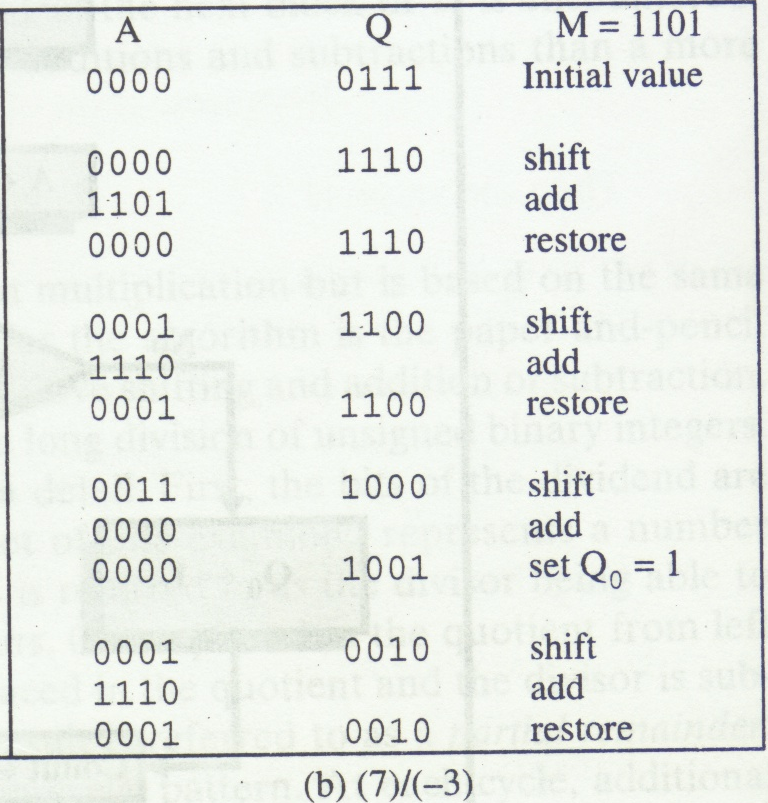 A Q M = 1101
0000 0111 Initial value
0000 1110 shift
1101 add
0000 1110 restore
0001 1100 shift
1110 add
0001 1100 restore
0011 1000 shift
0000 add
0000 1001 set Q₀ = 1
0001 0010 shift
1110 add
0001 0010 restore
(b) (7)/(–3)